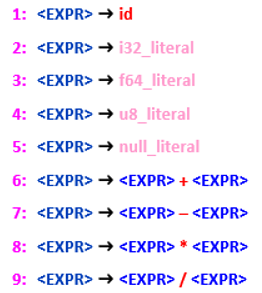 1: <EXPR> → id
2: <EXPR> → i32_literal
3: <EXPR> → f64_literal
4: <EXPR> → u8_literal
5: <EXPR> → null_literal
6: <EXPR> → <EXPR> + <EXPR>
7: <EXPR> → <EXPR> – <EXPR>
8: <EXPR> → <EXPR> * <EXPR>
9: <EXPR> → <EXPR> / <EXPR>